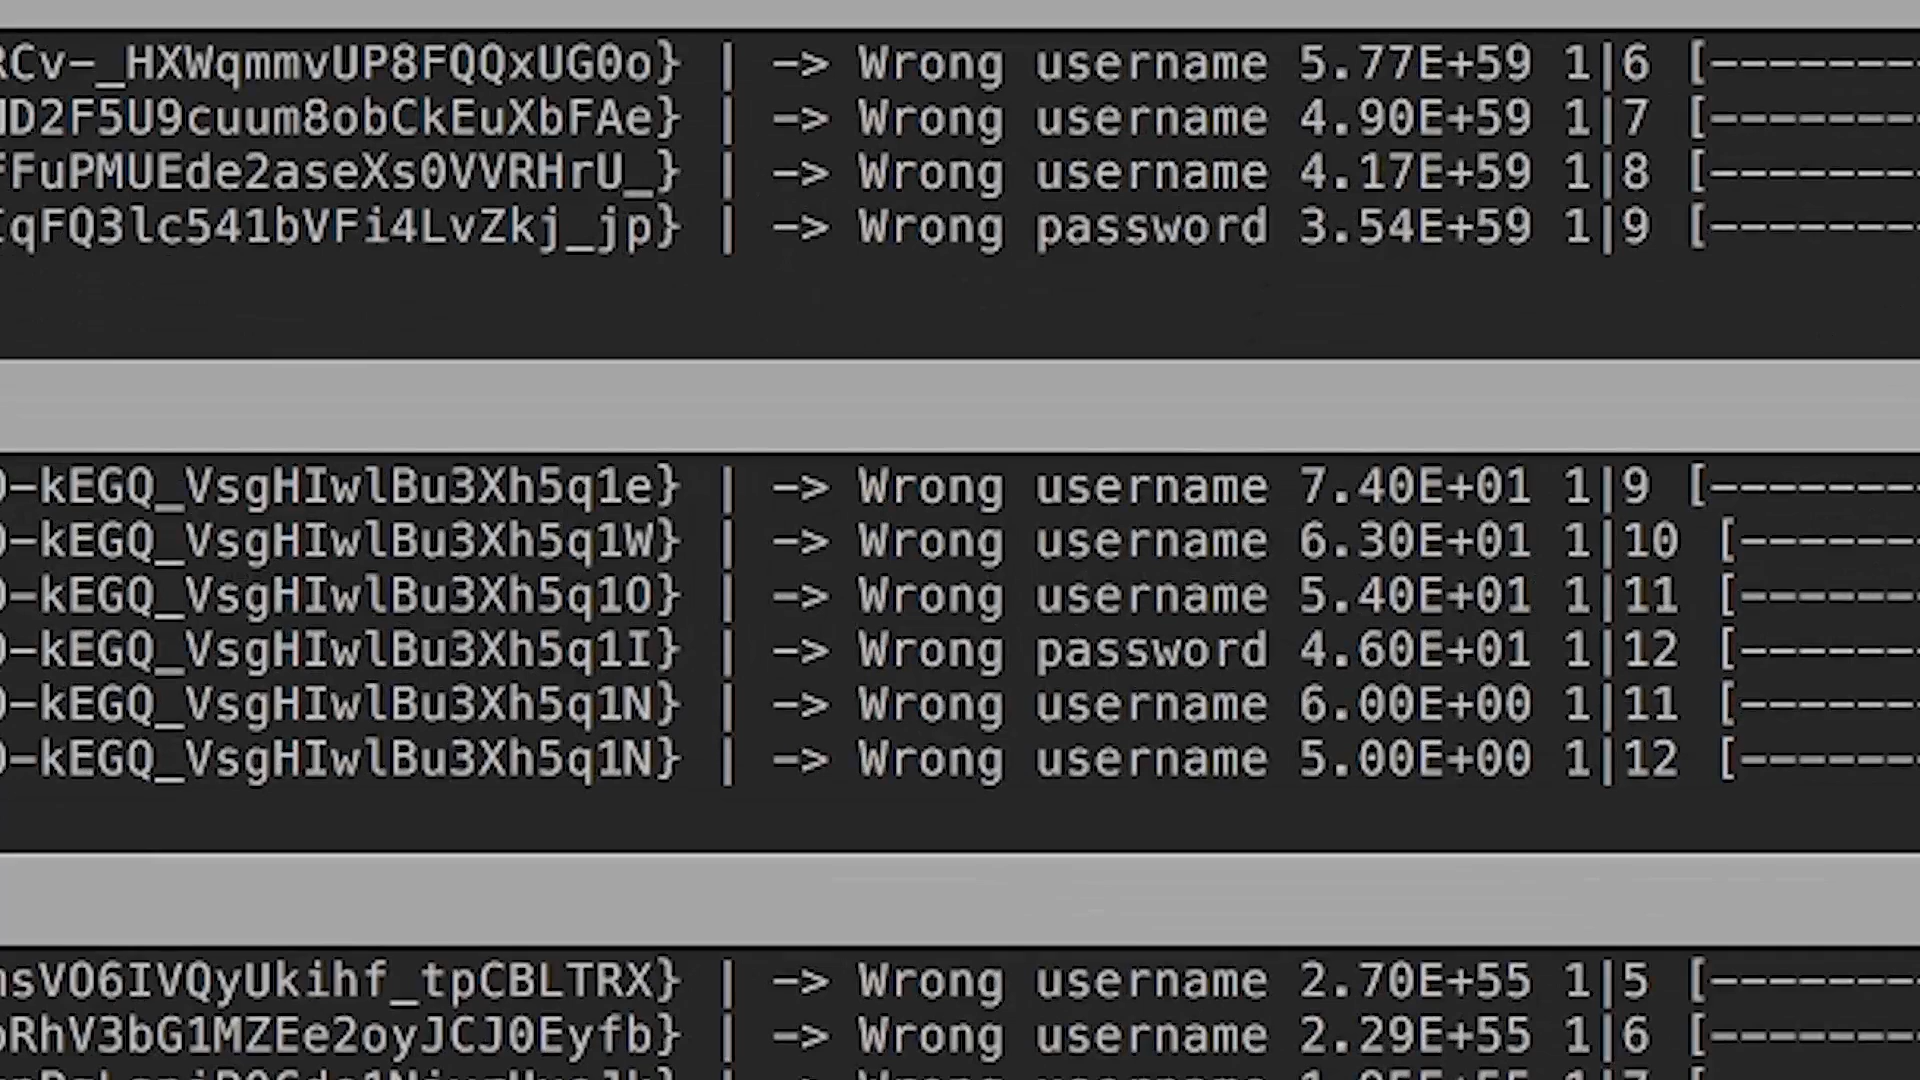 RCv-_HXWqmmvUP8FQQxUG0o} | -> Wrong username 5.77E+59 1|6 [-------
ND2F5U9cuum8obCkEuXbFAe} | -> Wrong username 4.90E+59 1|7 [-------
FFuPMUEde2aseXs0VVRHrU_} | -> Wrong username 4.17E+59 1|8 [-------
IqFQ3lc541bVFi4LvZkj_jp} | -> Wrong password 3.54E+59 1|9 [-------
-kEGQ_VsgHIwlBu3Xh5q1e} | -> Wrong username 7.40E+01 1|9 [-------
-kEGQ_VsgHIwlBu3Xh5q1W} | -> Wrong username 6.30E+01 1|10 [------
-kEGQ_VsgHIwlBu3Xh5q1O} | -> Wrong username 5.40E+01 1|11 [------
-kEGQ_VsgHIwlBu3Xh5q1I} | -> Wrong password 4.60E+01 1|12 [------
-kEGQ_VsgHIwlBu3Xh5q1N} | -> Wrong username 6.00E+00 1|11 [------
-kEGQ_VsgHIwlBu3Xh5q1N} | -> Wrong username 5.00E+00 1|12 [------
sVO6IVQyUkihf_tpCBLTRX} | -> Wrong username 2.70E+55 1|5 [-------
RhV3bG1MZEe2oyJCJ0Eyfb} | -> Wrong username 2.29E+55 1|6 [-------